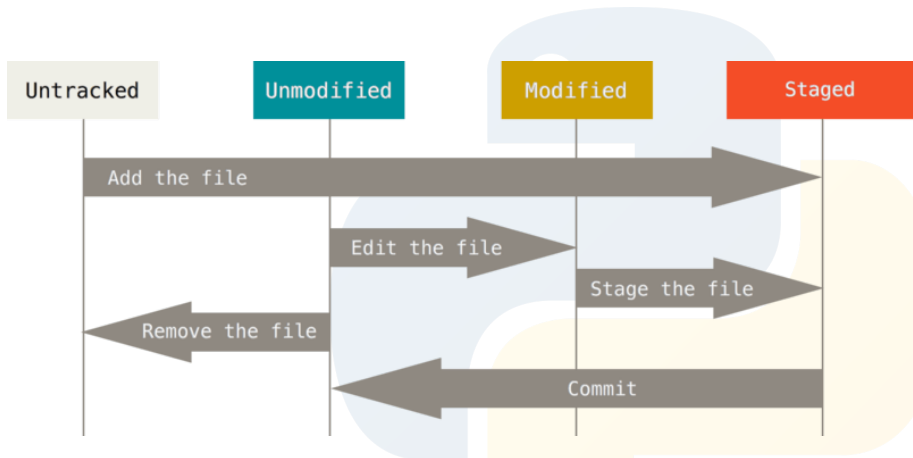 Untracked
Unmodified
Modified
Staged
Add the file
Edit the file
Stage the file
Remove the file
Commit